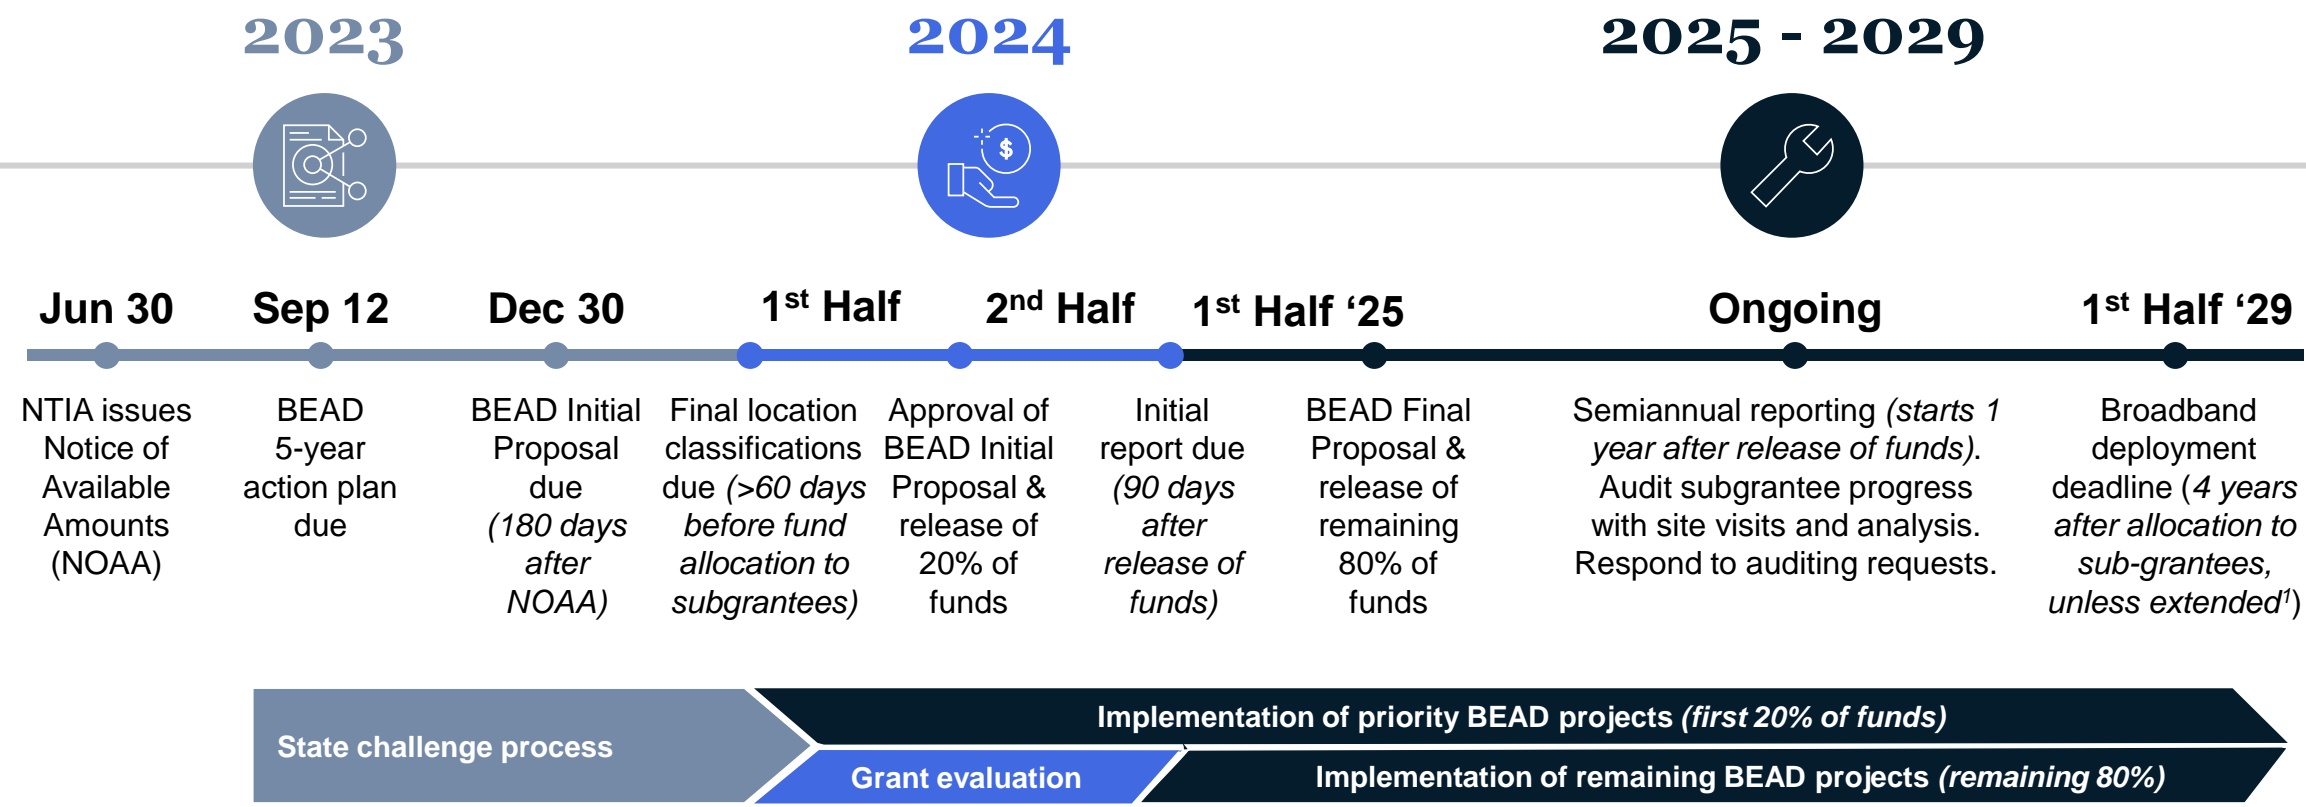 2023
2024
2025 - 2029
$
Jun 30
Sep 12
Dec 30
1st Half
2nd Half
1st Half ‘25
Ongoing
1st Half ‘29
NTIA issues
Notice of
Available
Amounts
(NOAA)
BEAD
5-year
action plan
due
BEAD Initial
Proposal
due
(180 days
after
NOAA)
Final location
classifications
due (>60 days
before fund
allocation to
subgrantees)
Approval of
BEAD Initial
Proposal &
release of
20% of
funds
Initial
report due
(90 days
after
release of
funds)
BEAD Final
Proposal &
release of
remaining
80% of
funds
Semiannual reporting (starts 1
year after release of funds).
Audit subgrantee progress
with site visits and analysis.
Respond to auditing requests.
Broadband
deployment
deadline (4 years
after allocation to
sub-grantees,
unless extended1)
State challenge process
Implementation of priority BEAD projects (first 20% of funds)
Grant evaluation
Implementation of remaining BEAD projects (remaining 80%)